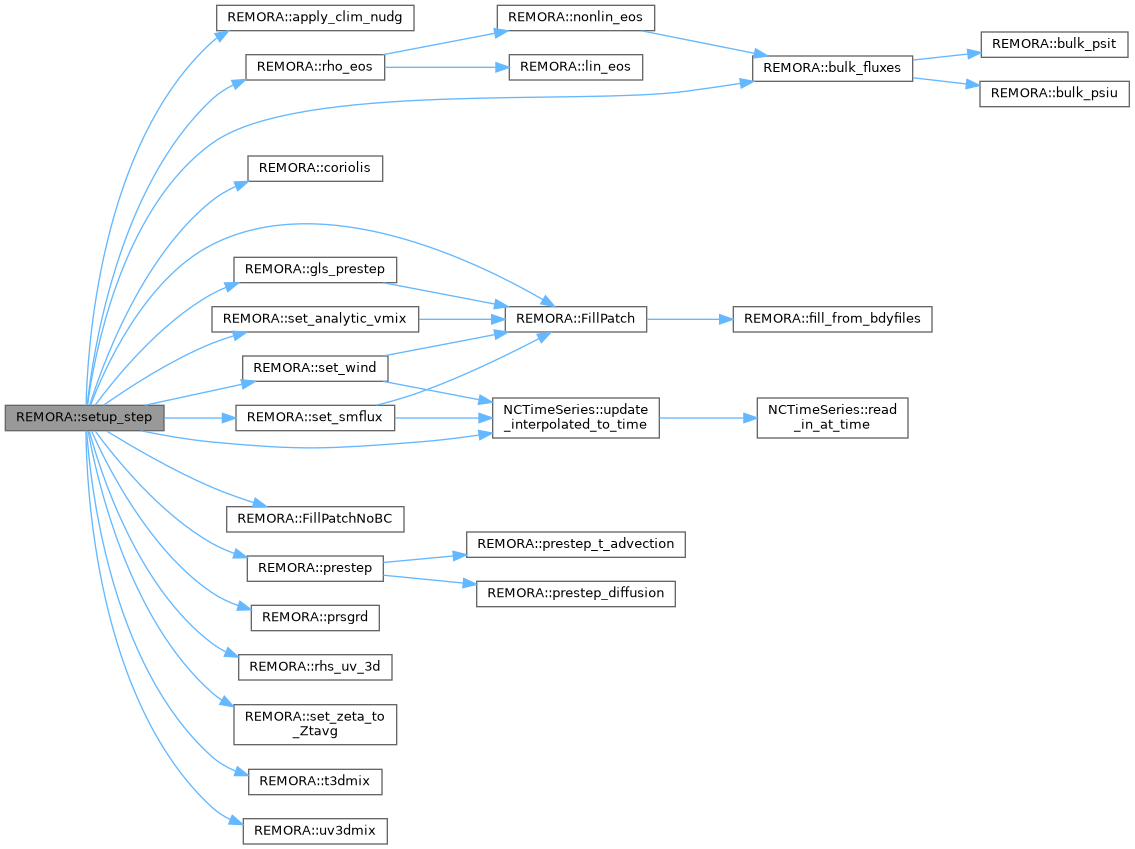 REMORA::apply_clim_nudg
REMORA::nonlin_eos
REMORA::bulk_psit
REMORA::rho_eos
REMORA::lin_eos
REMORA::bulk_fluxes
REMORA::bulk_psiu
REMORA::coriolis
REMORA::gls_prestep
REMORA::set_analytic_vmix
REMORA::FillPatch
REMORA::fill_from_bdyfiles
REMORA::set_wind
REMORA::setup_step
REMORA::set_smflux
NCTimeSeries::update
_interpolated_to_time
NCTimeSeries::read
_in_at_time
REMORA::FillPatchNoBC
REMORA::prestep
REMORA::prestep_t_advection
REMORA::prestep_diffusion
REMORA::prsgrd
REMORA::rhs_uv_3d
REMORA::set_zeta_to
_Ztavg
REMORA::t3dmix
REMORA::uv3dmix